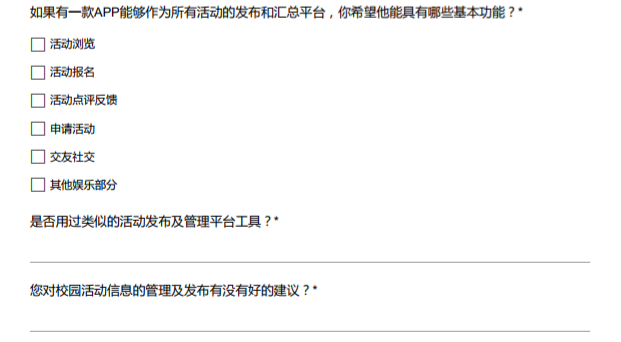 如果有一款APP能够作为所有活动的发布和汇总平台，你希望他能具有哪些基本功能？*
活动浏览
活动报名
活动点评反馈
申请活动
交友社交
其他娱乐部分
是否用过类似的活动发布及管理平台工具？*
您对校园活动信息的管理及发布有没有好的建议？*